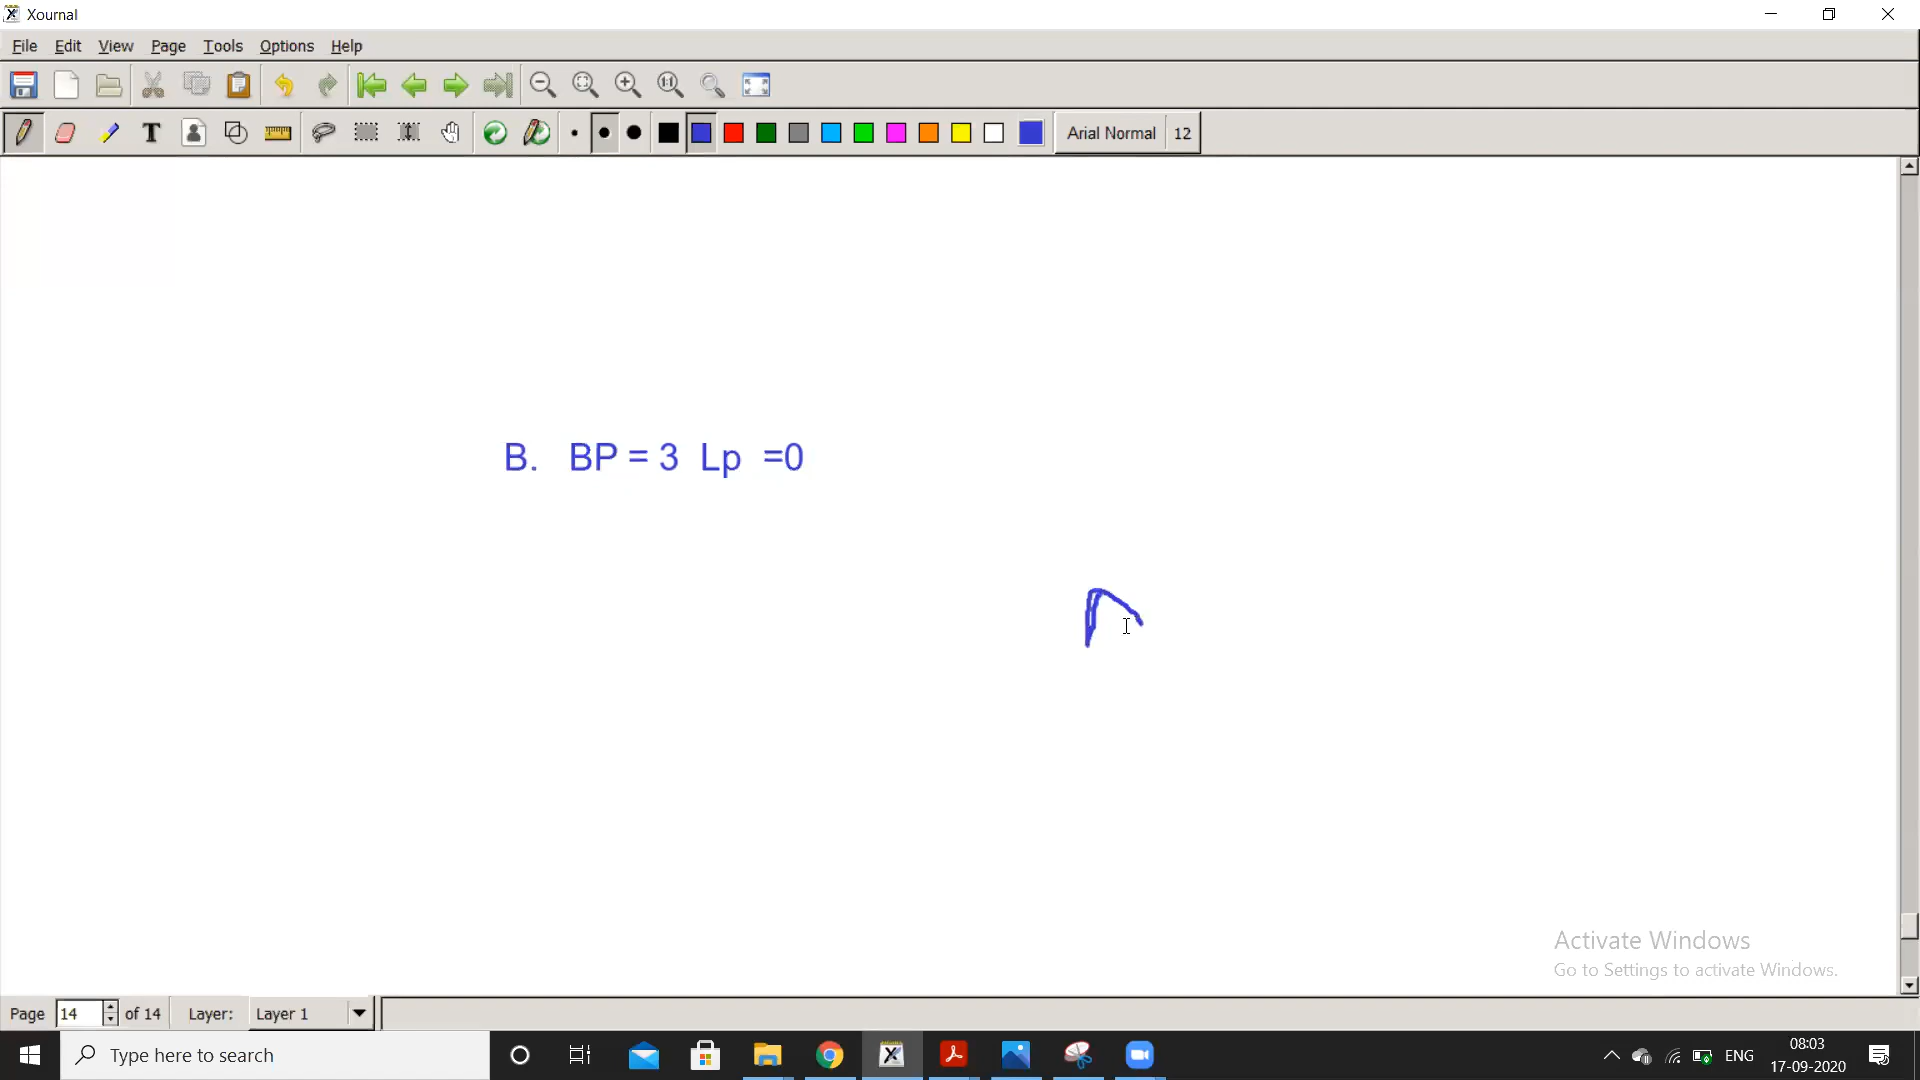 Xournal
File Edit View Page Tools Options Help
Arial Normal 12
B. BP = 3 Lp =0
Activate Windows
Go to Settings to activate Windows.
Page 14 of 14 Layer: Layer 1
Type here to search
ENG
08:03
17-09-2020